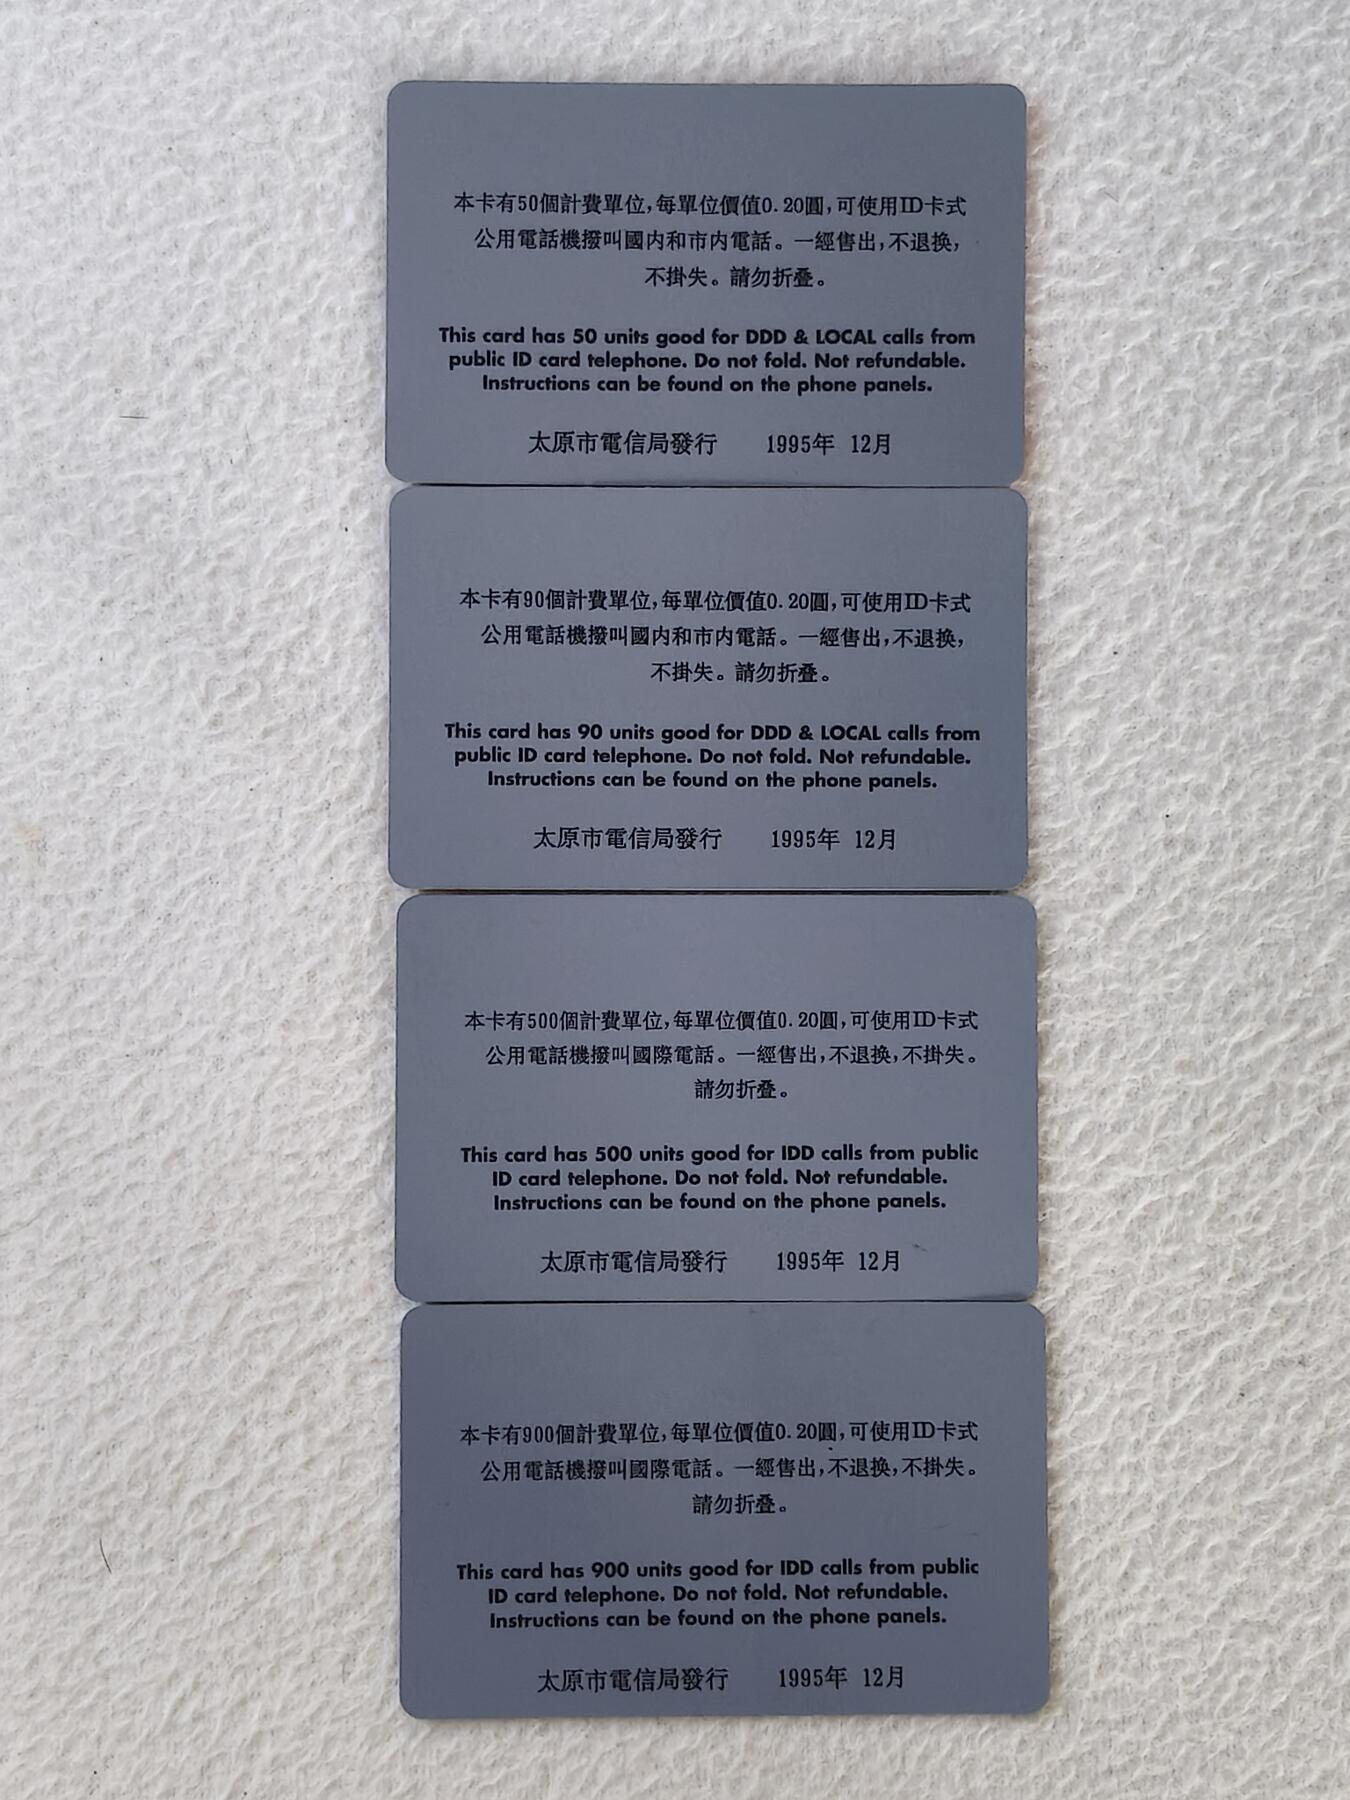 本卡有50個計費單位,每單位價值0.20圓,可使用ID卡式
公用電話機撥叫國内和市内電話。一經售出,不退换,
不掛失。請勿折叠。
This card has 50 units good for DDD & LOCAL calls from
public ID card telephone. Do not fold. Not refundable.
Instructions can be found on the phone panels.
太原市電信局發行 1995年 12月
本卡有90個計費單位,每單位價值0.20圓,可使用ID卡式
公用電話機撥叫國内和市内電話。一經售出,不退换,
不掛失。請勿折叠。
This card has 90 units good for DDD & LOCAL calls from
public ID card telephone. Do not fold. Not refundable.
Instructions can be found on the phone panels.
太原市電信局發行 1995年 12月
本卡有500個計費單位,每單位價值0.20圓,可使用ID卡式
公用電話機撥叫國際電話。一經售出,不退换,不掛失。
請勿折叠。
This card has 500 units good for IDD calls from public
ID card telephone. Do not fold. Not refundable.
Instructions can be found on the phone panels.
太原市電信局發行 1995年 12月
本卡有900個計費單位,每單位價值0.20圓,可使用ID卡式
公用電話機撥叫國際電話。一經售出,不退换,不掛失。
請勿折叠。
This card has 900 units good for IDD calls from public
ID card telephone. Do not fold. Not refundable.
Instructions can be found on the phone panels.
太原市電信局發行 1995年 12月